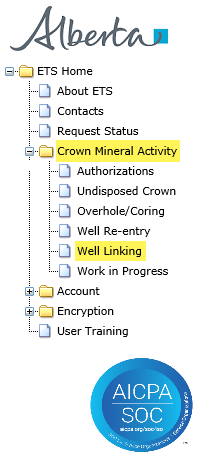 Alberta
ETS Home
About ETS
Contacts
Request Status
Crown Mineral Activity
Authorizations
Undisposed Crown
Overhole/Coring
Well Re-entry
Well Linking
Work in Progress
Account
Encryption
User Training
AICPA
SOC
aicpa.org/soc4so